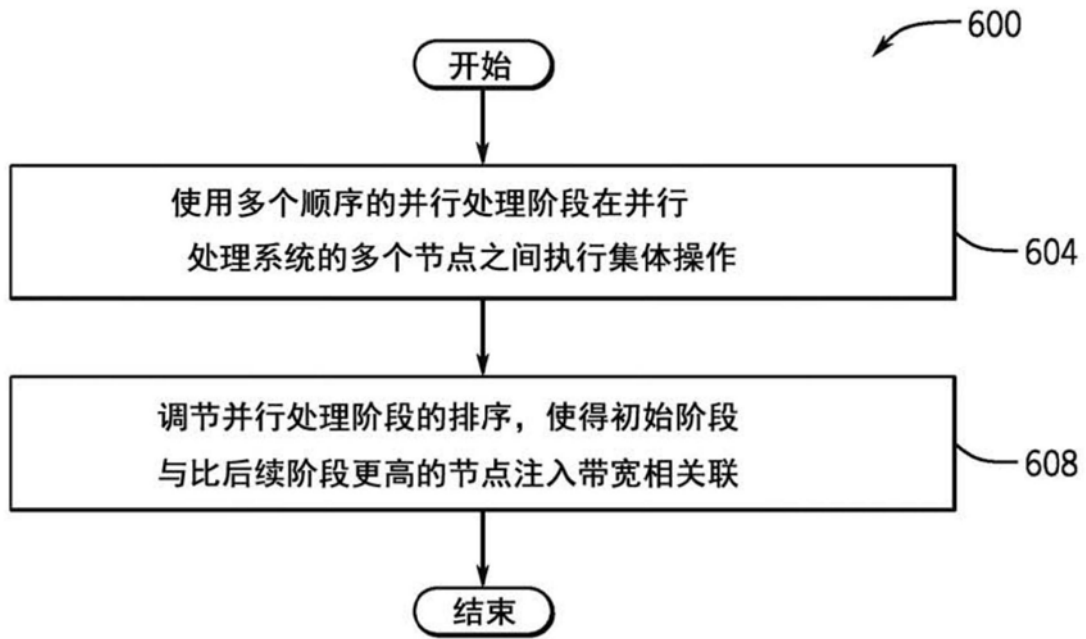 600
开始
使用多个顺序的并行处理阶段在并行
处理系统的多个节点之间执行集体操作
604
调节并行处理阶段的排序，使得初始阶段
与比后续阶段更高的节点注入带宽相关联
608
结束